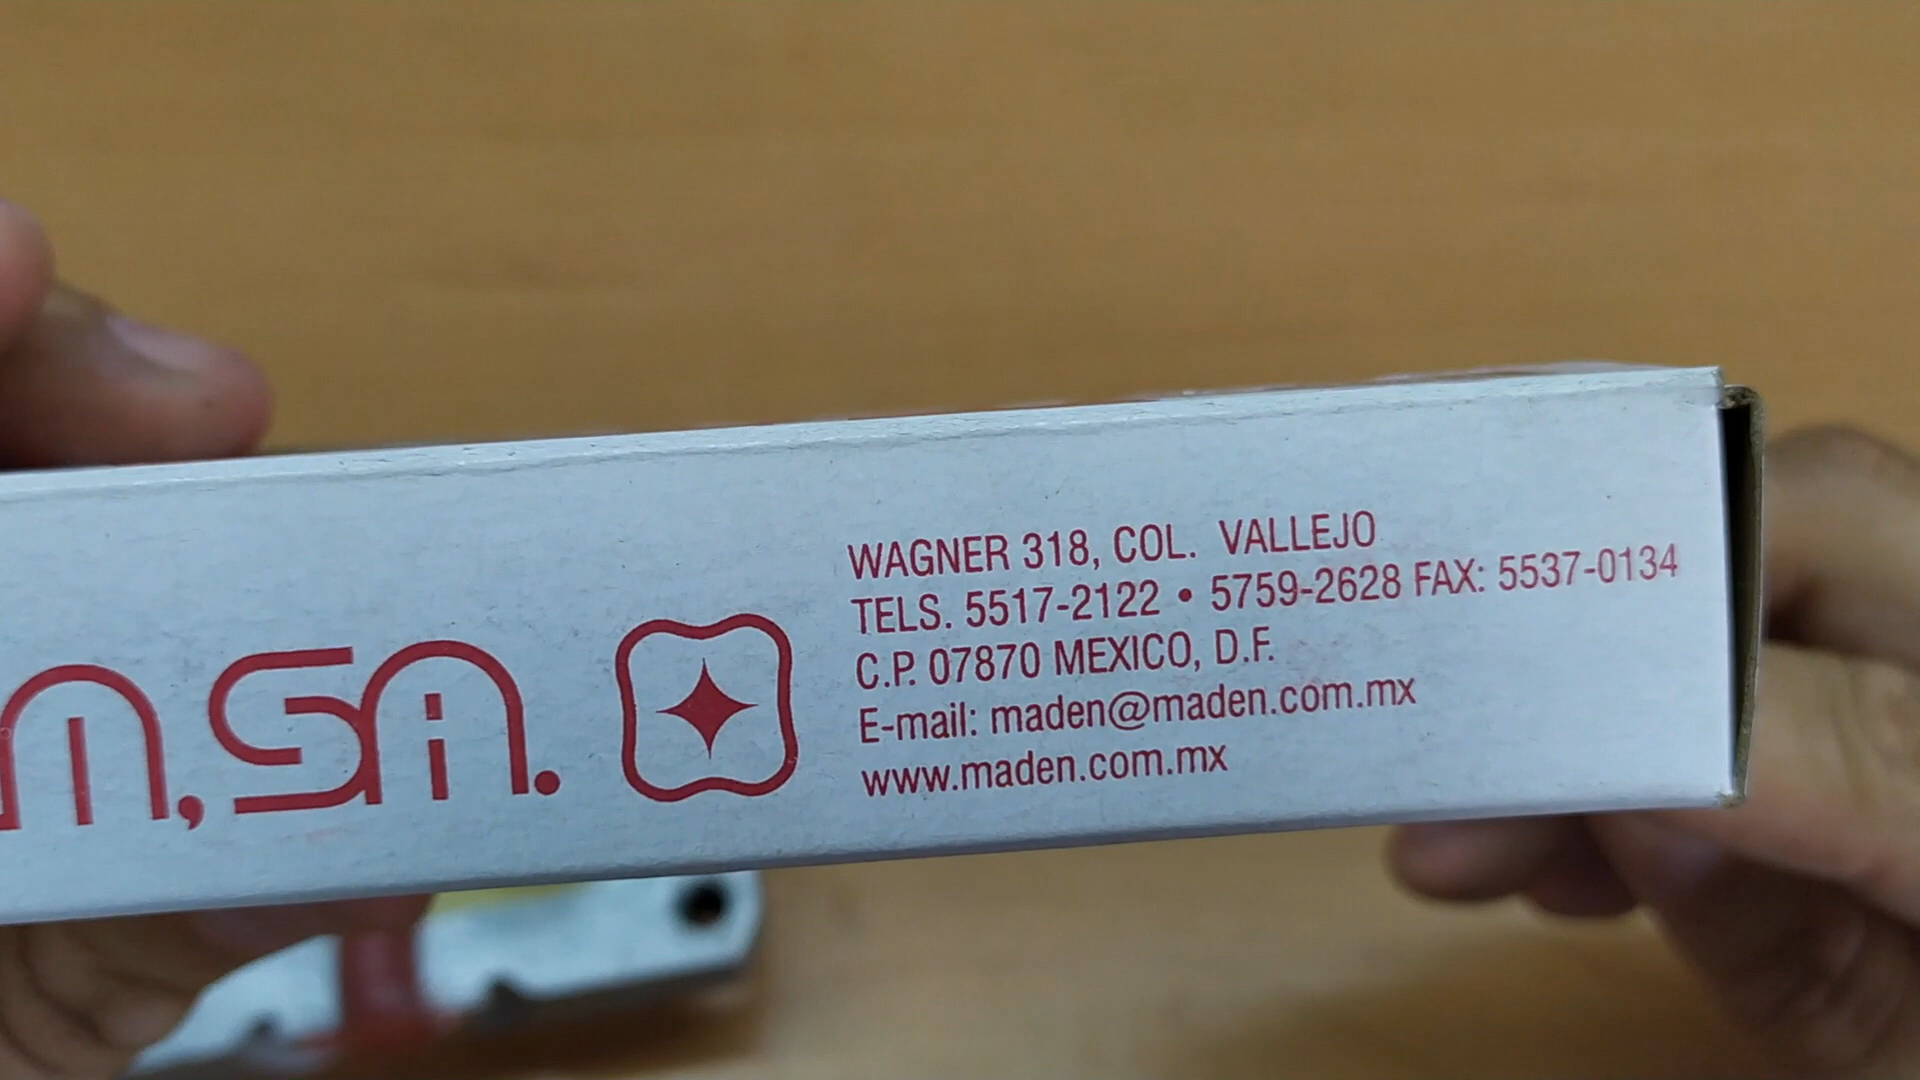 N, SA.
WAGNER 318, COL. VALLEJO
TELS. 5517-2122 • 5759-2628 FAX: 5537-0134
C.P. 07870 MEXICO, D.F.
E-mail: maden@maden.com.mx
www.maden.com.mx